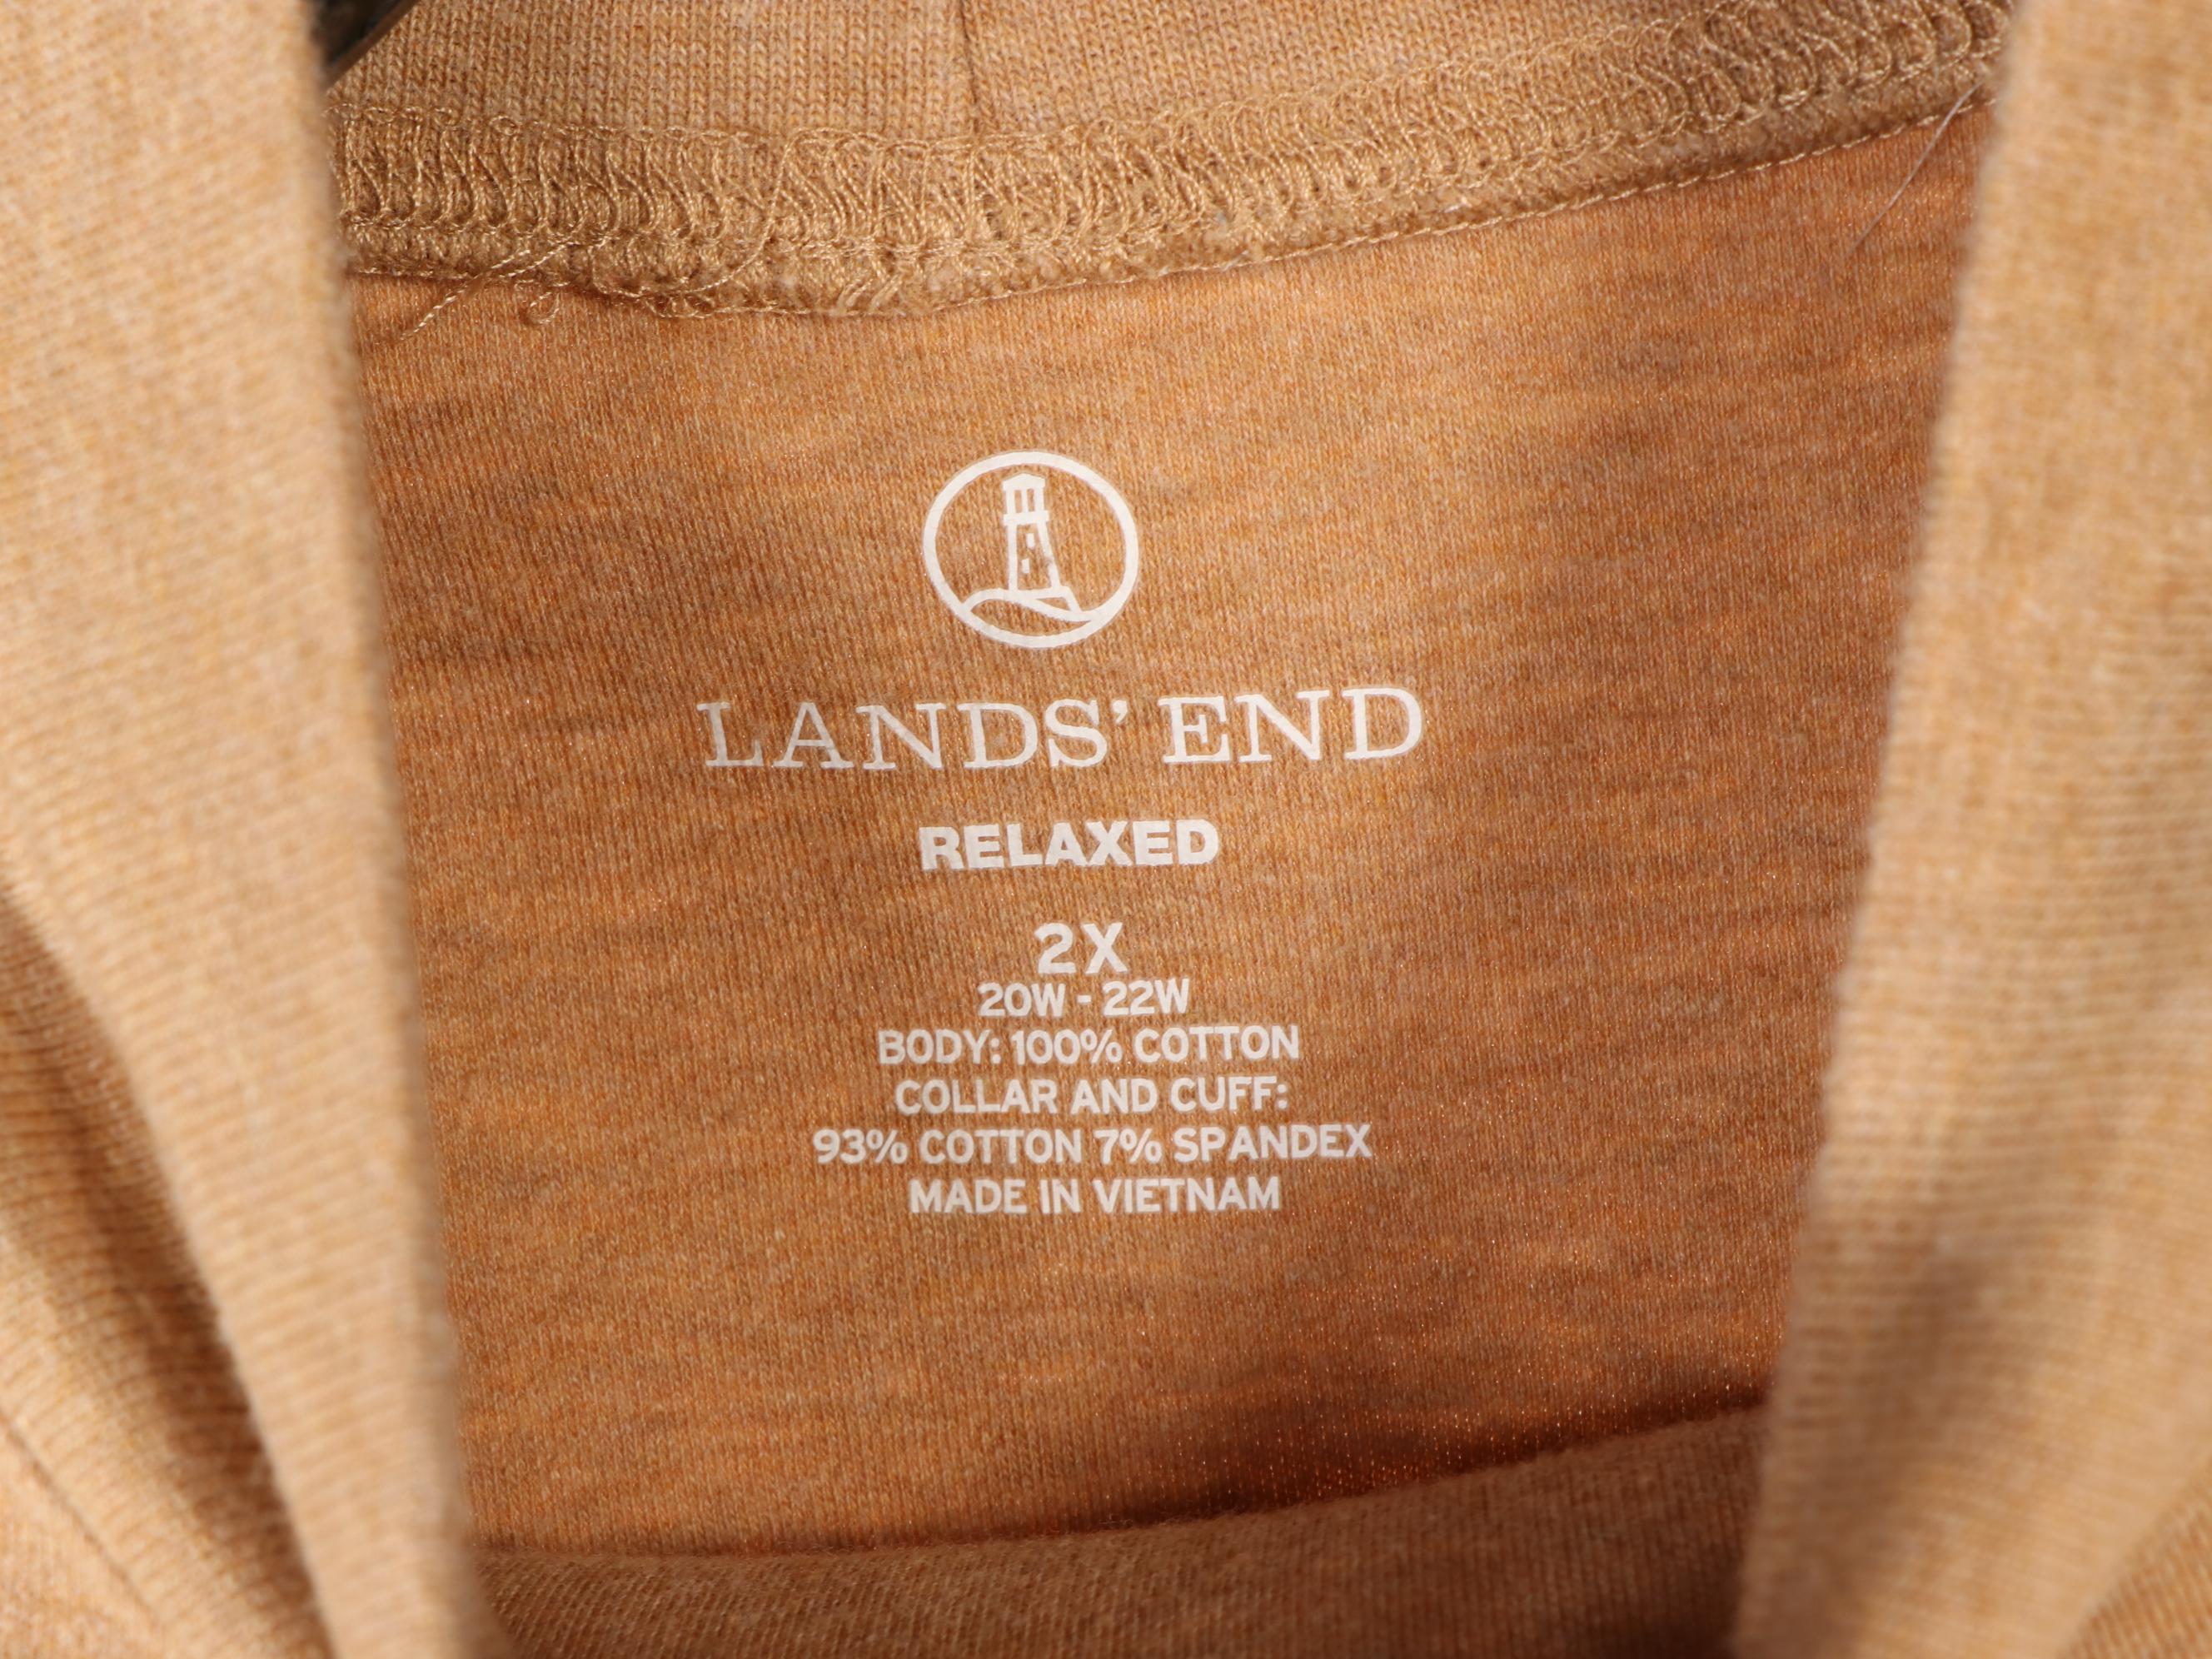 LANDS' END
RELAXED
2X
20W - 22W
BODY: 100% COTTON
COLLAR AND CUFF:
93% COTTON 7% SPANDEX
MADE IN VIETNAM